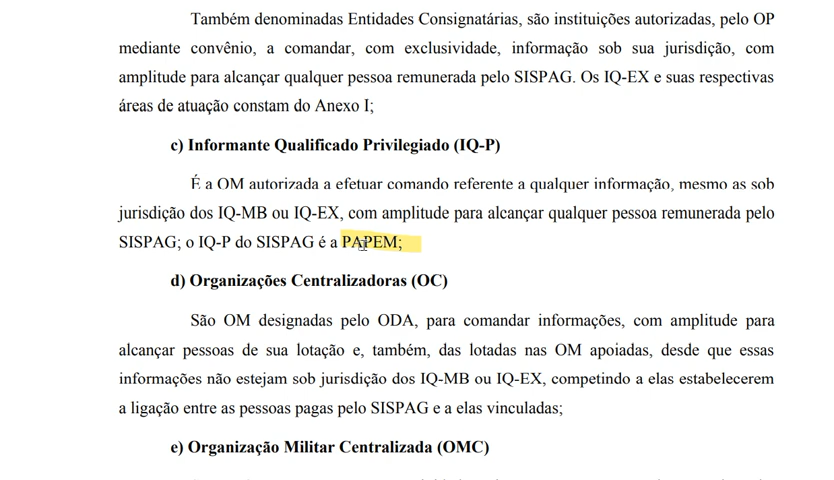 Também denominadas Entidades Consignatárias, são instituições autorizadas, pelo OP
mediante convênio, a comandar, com exclusividade, informação sob sua jurisdição, com
amplitude para alcançar qualquer pessoa remunerada pelo SISPAG. Os IQ-EX e suas respectivas
áreas de atuação constam do Anexo I;
c) Informante Qualificado Privilegiado (IQ-P)
É a OM autorizada a efetuar comando referente a qualquer informação, mesmo as sob
jurisdição dos IQ-MB ou IQ-EX, com amplitude para alcançar qualquer pessoa remunerada pelo
SISPAG; o IQ-P do SISPAG é a PAPEM;
d) Organizações Centralizadoras (OC)
São OM designadas pelo ODA, para comandar informações, com amplitude para
alcançar pessoas de sua lotação e, também, das lotadas nas OM apoiadas, desde que essas
informações não estejam sob jurisdição dos IQ-MB ou IQ-EX, competindo a elas estabelecerem
a ligação entre as pessoas pagas pelo SISPAG e a elas vinculadas;
e) Organização Militar Centralizada (OMC)